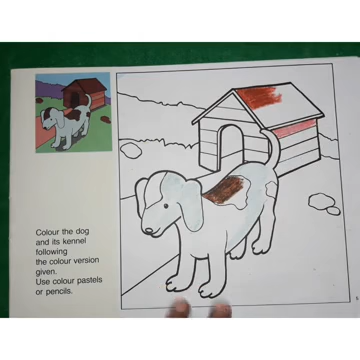 Colour the dog
and its kennel
following
the colour version
given.
Use colour pastels
or pencils.